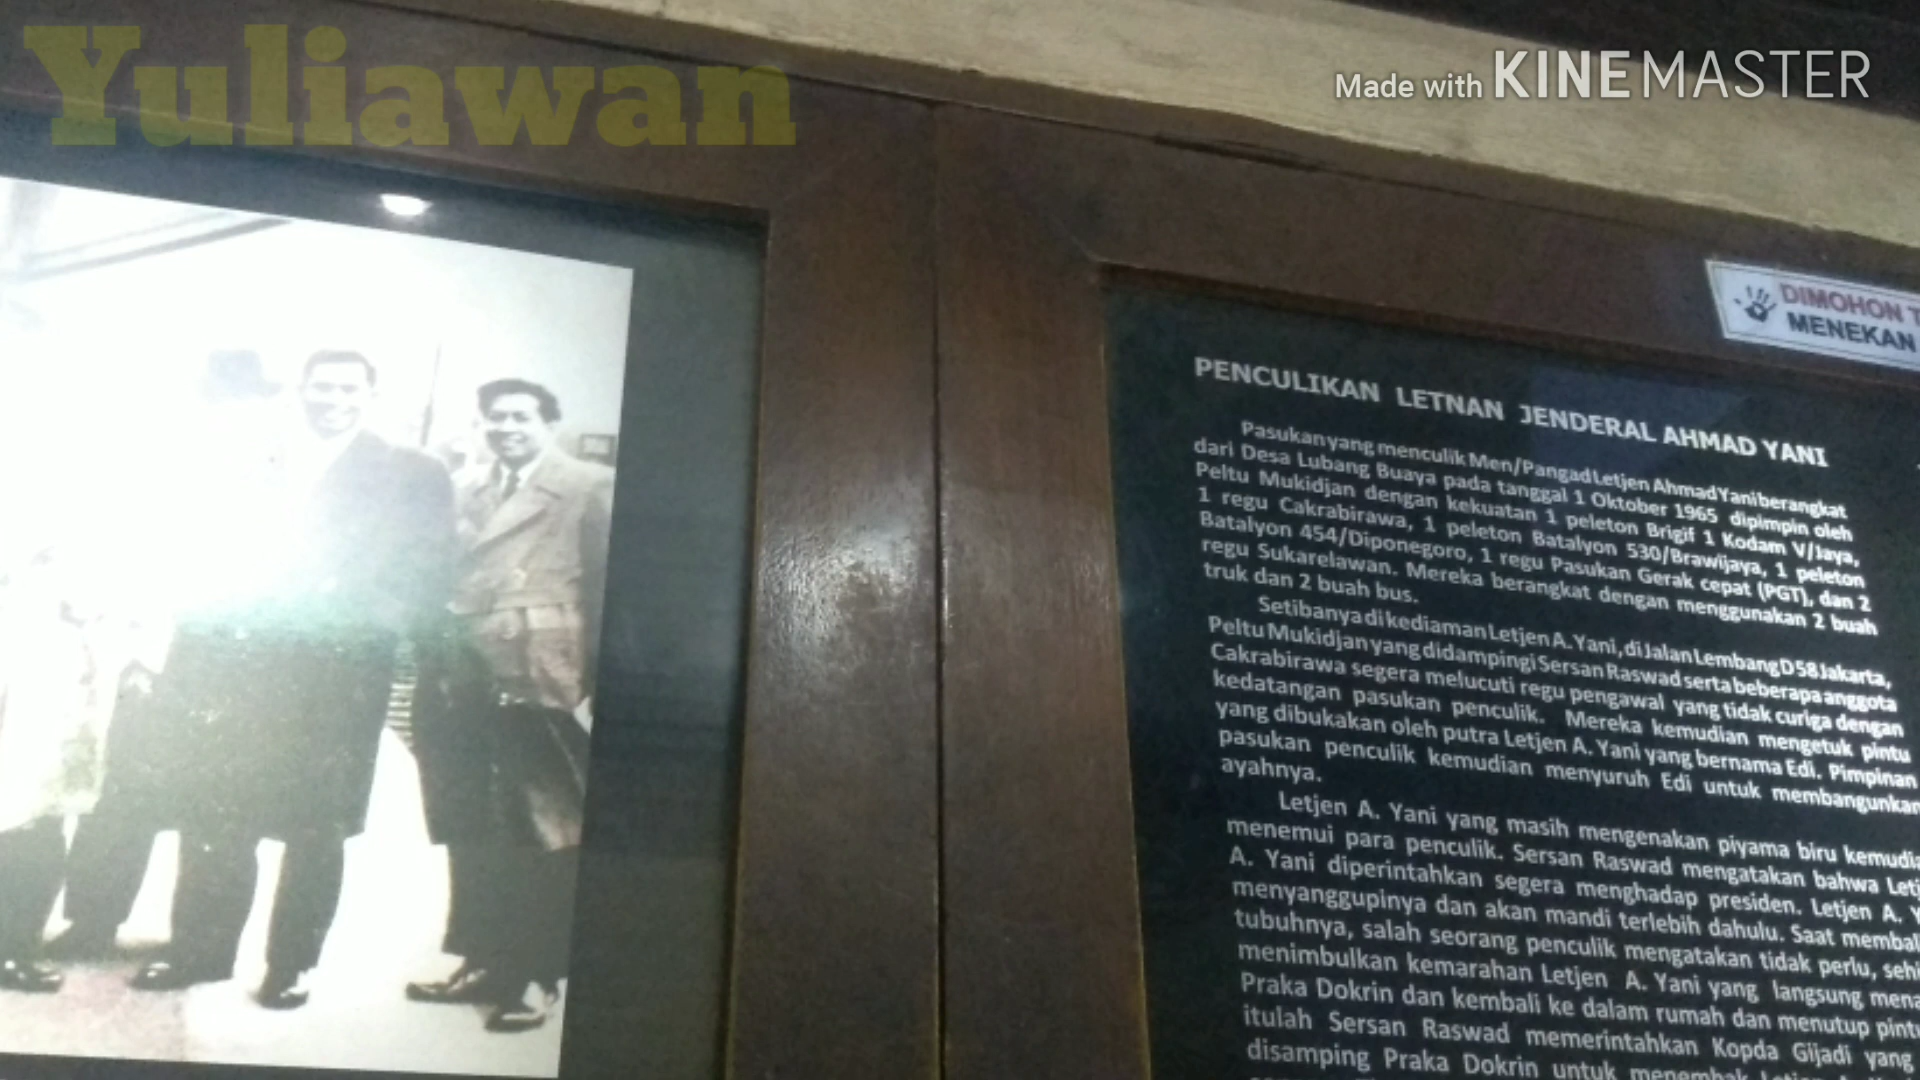 Yuliawan
Made with KINEMASTER
DIMOHON
MENEKAN
PENCULIKAN LETNAN JENDERAL AHMAD YANI
Pasukan yang menculik Men/Pangad Letjen Ahmad Yani berangkat
dari Desa Lubang Buaya pada tanggal 1 Oktober 1965 dipimpin oleh
Peltu Mukidjan dengan kekuatan 1 peleton Brigif 1 Kodam V/Jaya,
1 regu Cakrabirawa, 1 peleton Batalyon 530/Brawijaya, 1 peleton
Batalyon 454/Diponegoro, 1 regu Pasukan Gerak cepat (PGT), dan 2
regu Sukarelawan. Mereka berangkat dengan menggunakan 2 buah
truk dan 2 buah bus.
Setibanya di kediaman Letjen A. Yani, di Jalan Lembang D 58 Jakarta,
Peltu Mukidjan yang didampingi Sersan Raswad serta beberapa anggota
Cakrabirawa segera melucuti regu pengawal yang tidak curiga dengan
kedatangan pasukan penculik. Mereka kemudian mengetuk pintu
yang dibukakan oleh putra Letjen A. Yani yang bernama Edi. Pimpinan
pasukan penculik kemudian menyuruh Edi untuk membangunkan
ayahnya.
Letjen A. Yani yang masih mengenakan piyama biru
menemui para penculik. Sersan Raswad mengatakan bahwa
A. Yani diperintahkan segera menghadap presiden. Letjen A.
menyanggupinya dan akan mandi terlebih dahulu. Saat
tubuhnya, salah seorang penculik mengatakan tidak perlu,
menimbulkan kemarahan Letjen A. Yani yang langsung
Praka Dokrin dan kembali ke dalam rumah dan menutup
itulah Sersan Raswad memerintahkan Kopda Gijadi yang
disamping Praka Dokrin untuk menembak